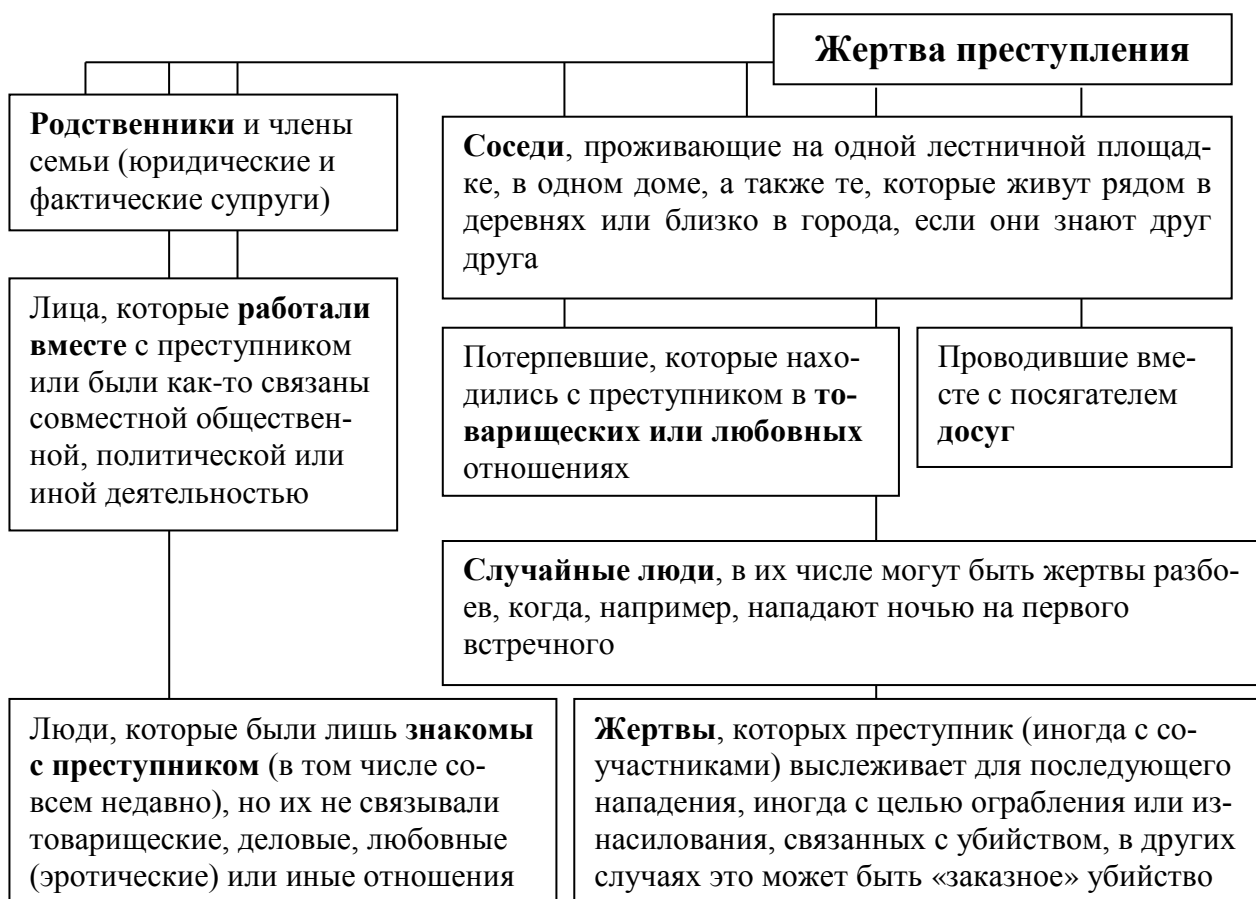 Жертва преступления
Родственники и члены
семьи (юридические и
фактические супруги)
Соседи, проживающие на одной лестничной площад-
ке, в одном доме, а также те, которые живут рядом в
деревнях или близко в города, если они знают друг
друга
Лица, которые работали
вместе с преступником
или были как-то связаны
совместной обществен-
ной, политической или
иной деятельностью
Потерпевшие, которые нахо-
дились с преступником в то-
варищеских или любовных
отношениях
Проводившие вме-
сте с посягателем
досуг
Случайные люди, в их числе могут быть жертвы разбо-
ев, когда, например, нападают ночью на первого
встречного
Люди, которые были лишь знакомы
с преступником (в том числе со-
всем недавно), но их не связывали
товарищеские, деловые, любовные
(эротические) или иные отношения
Жертвы, которых преступник (иногда с со-
участниками) выслеживает для последующего
нападения, иногда с целью ограбления или из-
насилования, связанных с убийством, в других
случаях это может быть «заказное» убийство